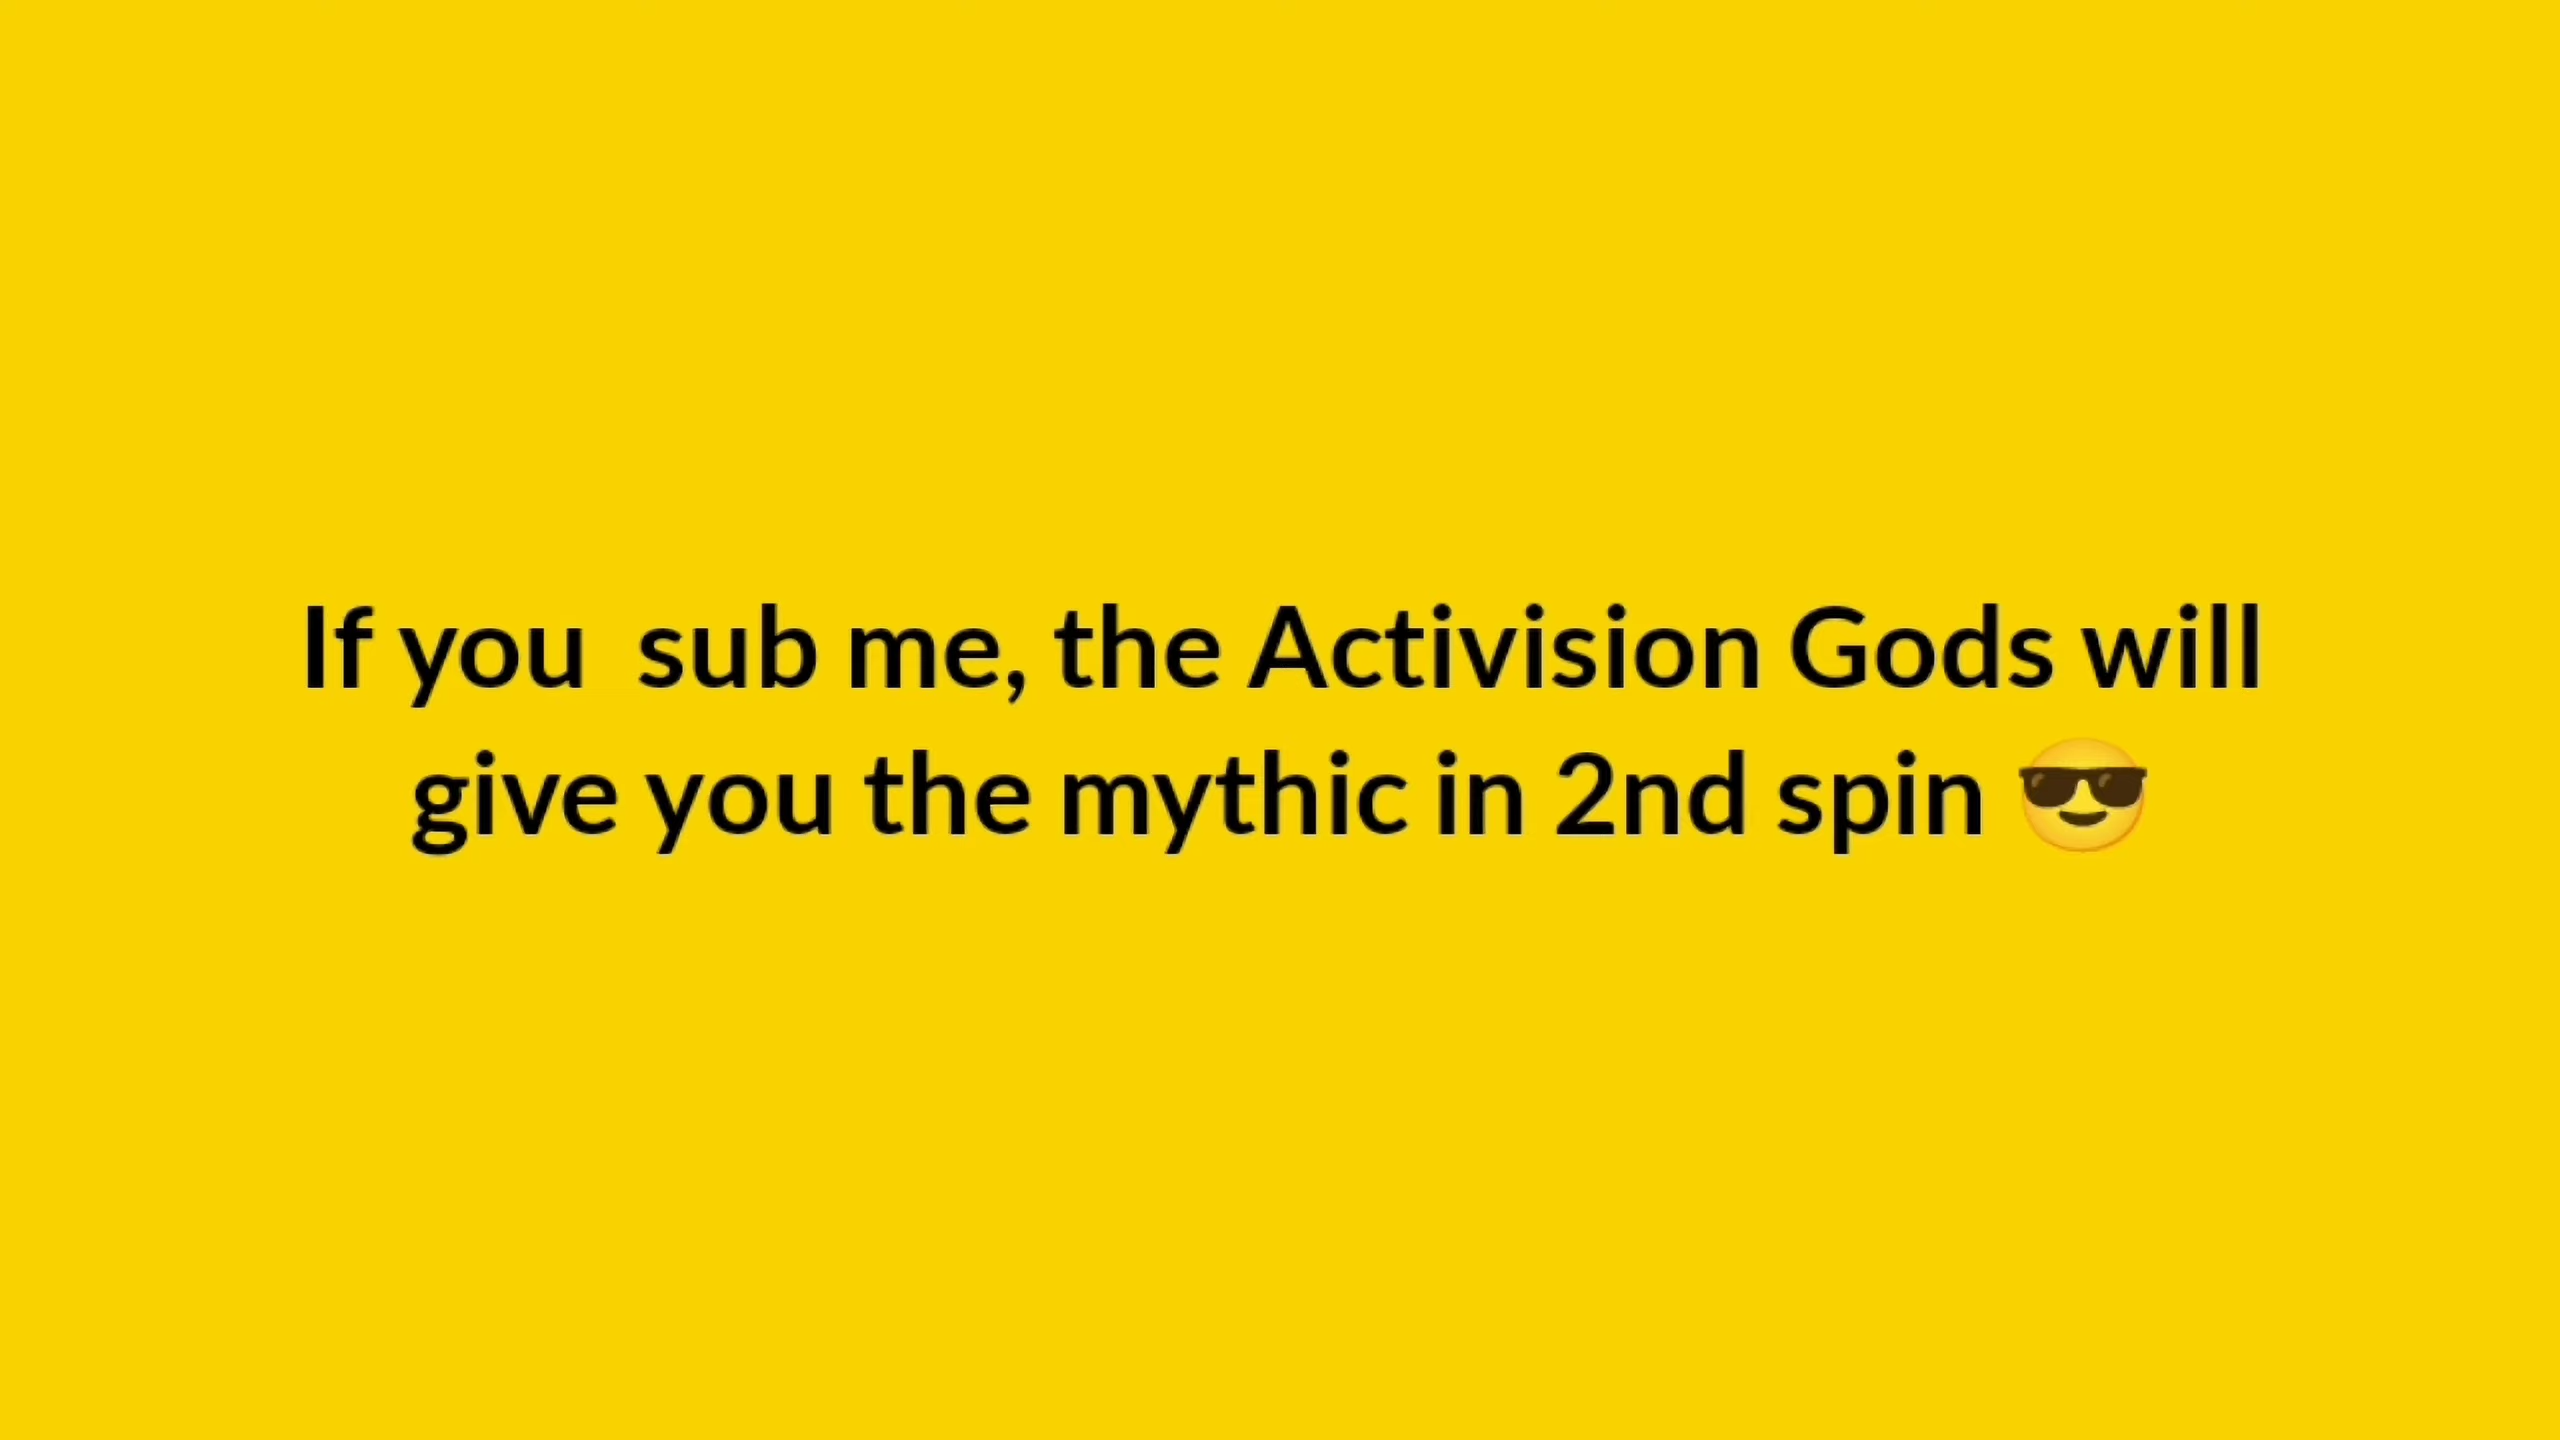 If you  sub me, the Activision Gods will
give you the mythic in 2nd spin 😎